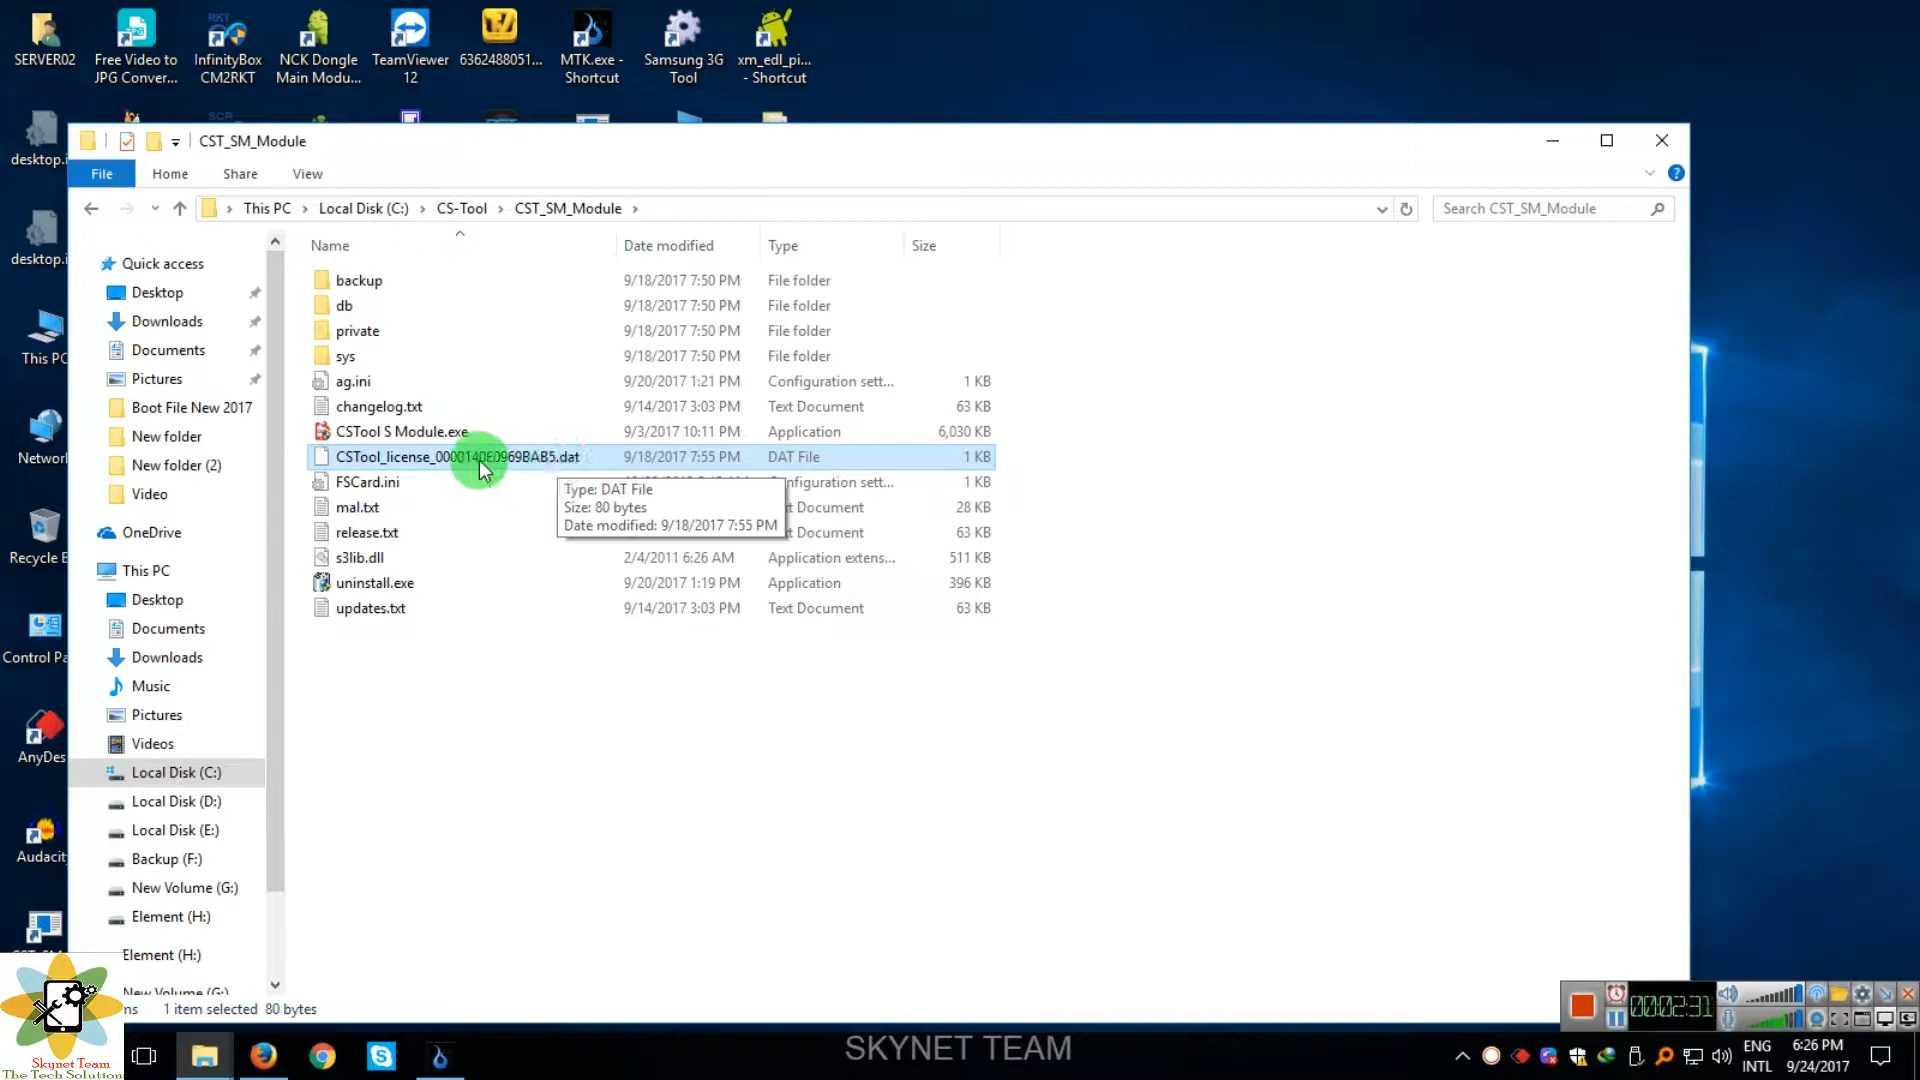 SERVER02
Free Video to
JPG Conver...
InfinityBox
CM2RKT
NCK Dongle
Main Modu...
TeamViewer
12
6362488051...
MTK.exe -
Shortcut
Samsung 3G
Tool
xm_edl_pi...
- Shortcut
desktop.i
desktop.i
This PC
Networ
Recycle B
Control Pa
AnyDes
Audacit
CST_SM_Module
File
Home
Share
View
This PC
Local Disk (C:)
CS-Tool
CST_SM_Module
Search CST_SM_Module
Quick access
Desktop
Downloads
Documents
Pictures
Boot File New 2017
New folder
New folder (2)
Video
OneDrive
This PC
Desktop
Documents
Downloads
Music
Pictures
Videos
Local Disk (C:)
Local Disk (D:)
Local Disk (E:)
Backup (F:)
New Volume (G:)
Element (H:)
Element (H:)
New Volume (G:)
Name Date modified Type Size
backup 9/18/2017 7:50 PM File folder
db 9/18/2017 7:50 PM File folder
private 9/18/2017 7:50 PM File folder
sys 9/18/2017 7:50 PM File folder
ag.ini 9/20/2017 1:21 PM Configuration sett... 1 KB
changelog.txt 9/14/2017 3:03 PM Text Document 63 KB
CSTool S Module.exe 9/3/2017 10:11 PM Application 6,030 KB
CSTool_license_0000140E0969BAB5.dat 9/18/2017 7:55 PM DAT File 1 KB
FSCard.ini nfiguration sett... 1 KB
mal.txt t Document 28 KB
release.txt t Document 63 KB
s3lib.dll 2/4/2011 6:26 AM Application extens... 511 KB
uninstall.exe 9/20/2017 1:19 PM Application 396 KB
updates.txt 9/14/2017 3:03 PM Text Document 63 KB
Type: DAT File
Size: 80 bytes
Date modified: 9/18/2017 7:55 PM
ms 1 item selected 80 bytes
Skynet Team
The Tech Solution
SKYNET TEAM
00:02:31
ENG
INTL
6:26 PM
9/24/2017